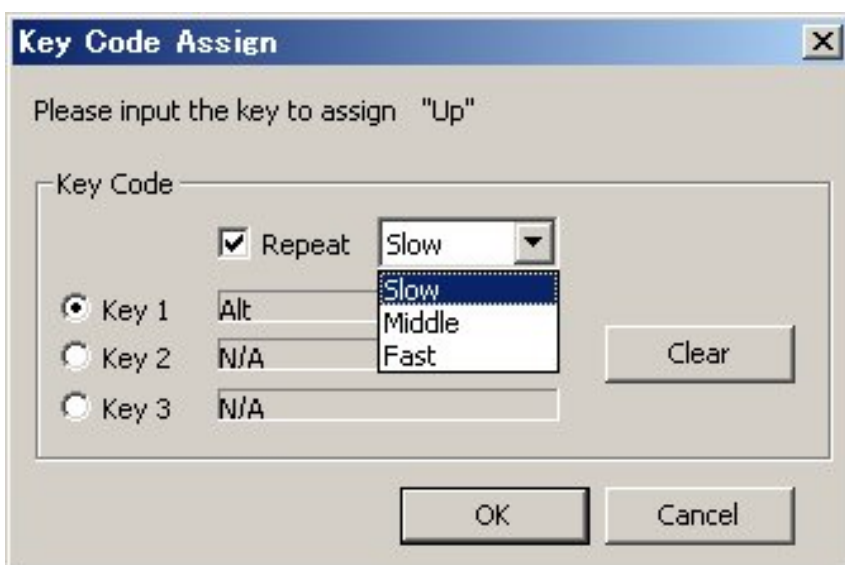 Key Code Assign
Please input the key to assign "Up"
Key Code
Repeat Slow
Slow
Key 1 Alt
Middle
Key 2 N/A
Fast
Clear
Key 3 N/A
OK Cancel